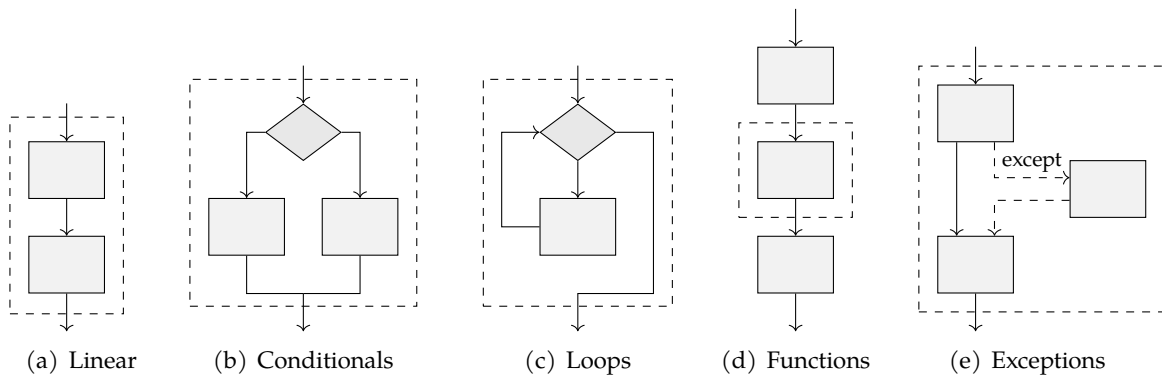 except
(a) Linear
(b) Conditionals
(c) Loops
(d) Functions
(e) Exceptions